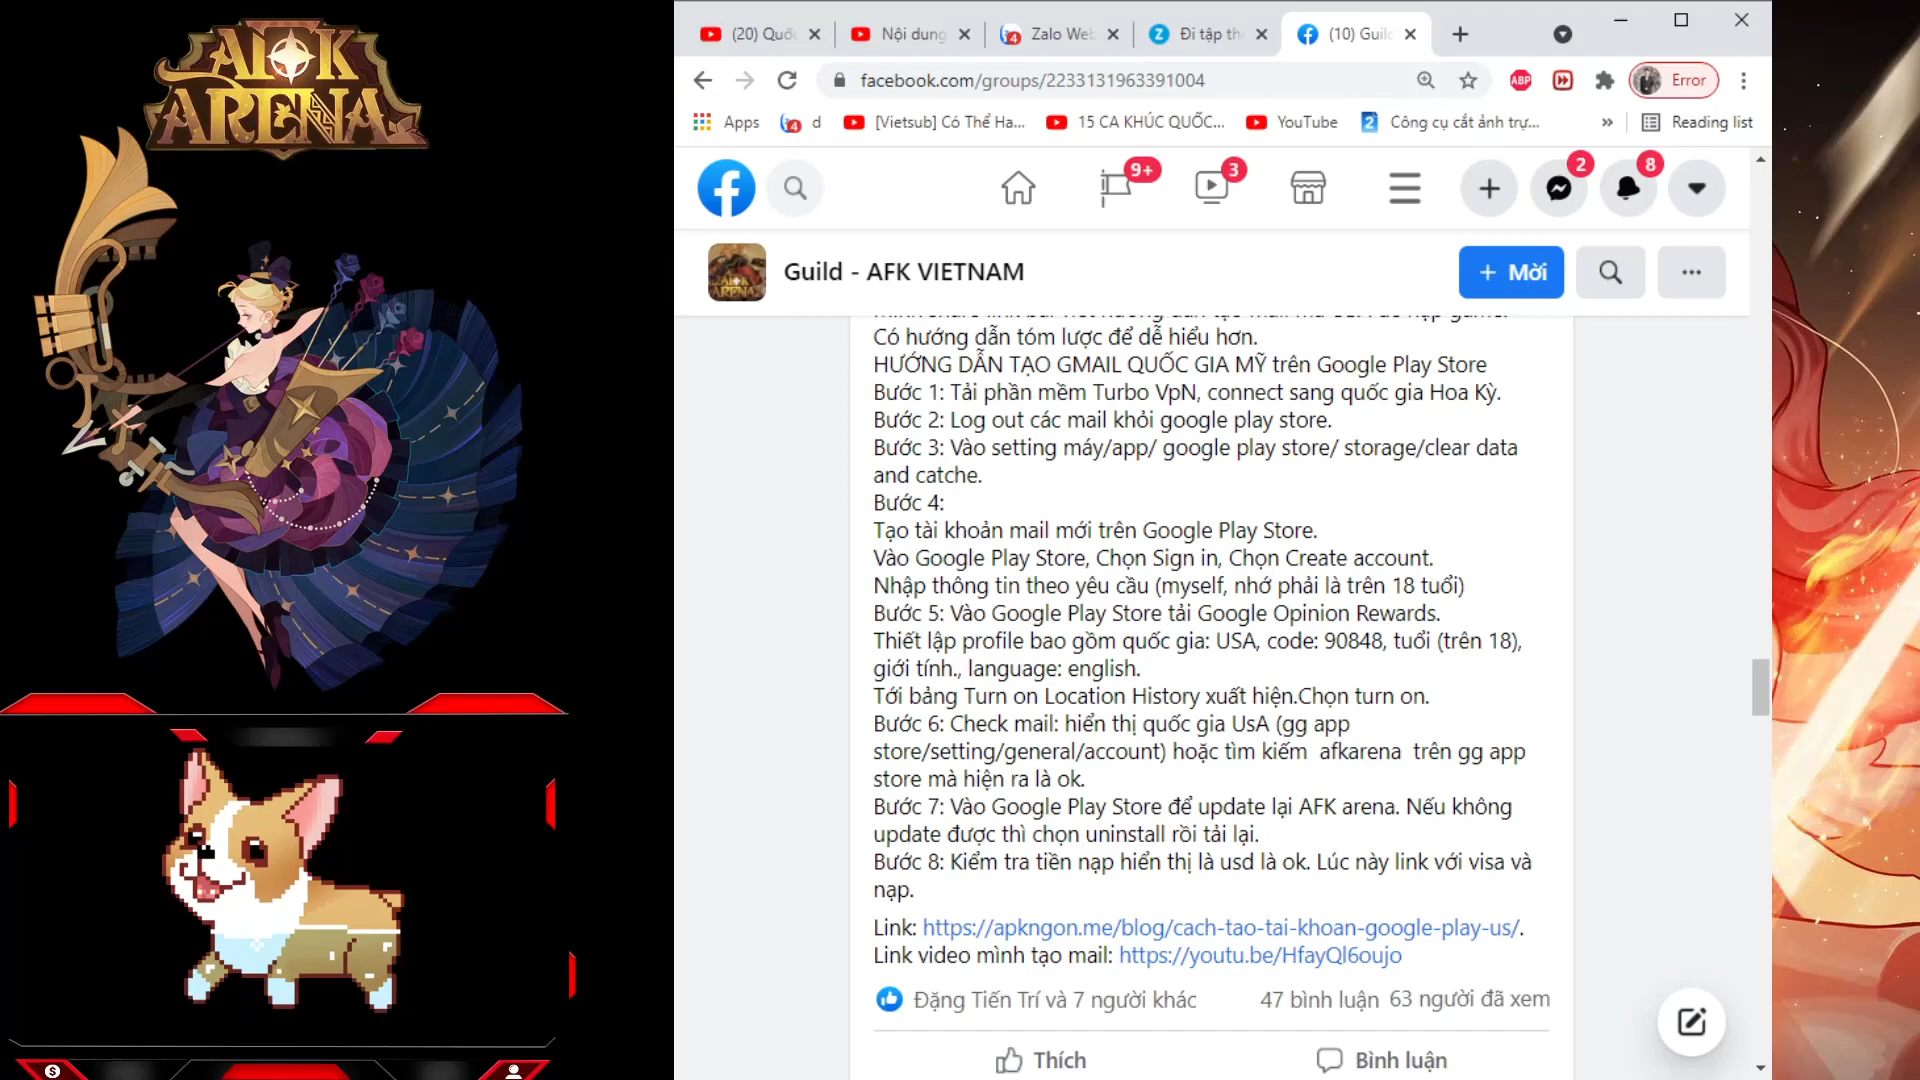 AFK
ARENA
(20) Quố
Nội dung
Zalo Web
Đi tập th
(10) Guil
facebook.com/groups/2233131963391004
ABP
Error
Apps
d
[Vietsub] Có Thể Ha...
15 CA KHÚC QUỐC...
YouTube
Công cụ cắt ảnh trự...
»
Reading list
9+
3
2
8
Guild - AFK VIETNAM
+ Mời
Có hướng dẫn tóm lược để dễ hiểu hơn.
HƯỚNG DẪN TẠO GMAIL QUỐC GIA MỸ trên Google Play Store
Bước 1: Tải phần mềm Turbo VpN, connect sang quốc gia Hoa Kỳ.
Bước 2: Log out các mail khỏi google play store.
Bước 3: Vào setting máy/app/ google play store/ storage/clear data
and catche.
Bước 4:
Tạo tài khoản mail mới trên Google Play Store.
Vào Google Play Store, Chọn Sign in, Chọn Create account.
Nhập thông tin theo yêu cầu (myself, nhớ phải là trên 18 tuổi)
Bước 5: Vào Google Play Store tải Google Opinion Rewards.
Thiết lập profile bao gồm quốc gia: USA, code: 90848, tuổi (trên 18),
giới tính., language: english.
Tới bảng Turn on Location History xuất hiện.Chọn turn on.
Bước 6: Check mail: hiển thị quốc gia UsA (gg app
store/setting/general/account) hoặc tìm kiếm afkarena trên gg app
store mà hiện ra là ok.
Bước 7: Vào Google Play Store để update lại AFK arena. Nếu không
update được thì chọn uninstall rồi tải lại.
Bước 8: Kiểm tra tiền nạp hiển thị là usd là ok. Lúc này link với visa và
nạp.
Link: https://apkngon.me/blog/cach-tao-tai-khoan-google-play-us/.
Link video mình tạo mail: https://youtu.be/HfayQl6oujo
Đặng Tiến Trí và 7 người khác
47 bình luận 63 người đã xem
Thích
Bình luận